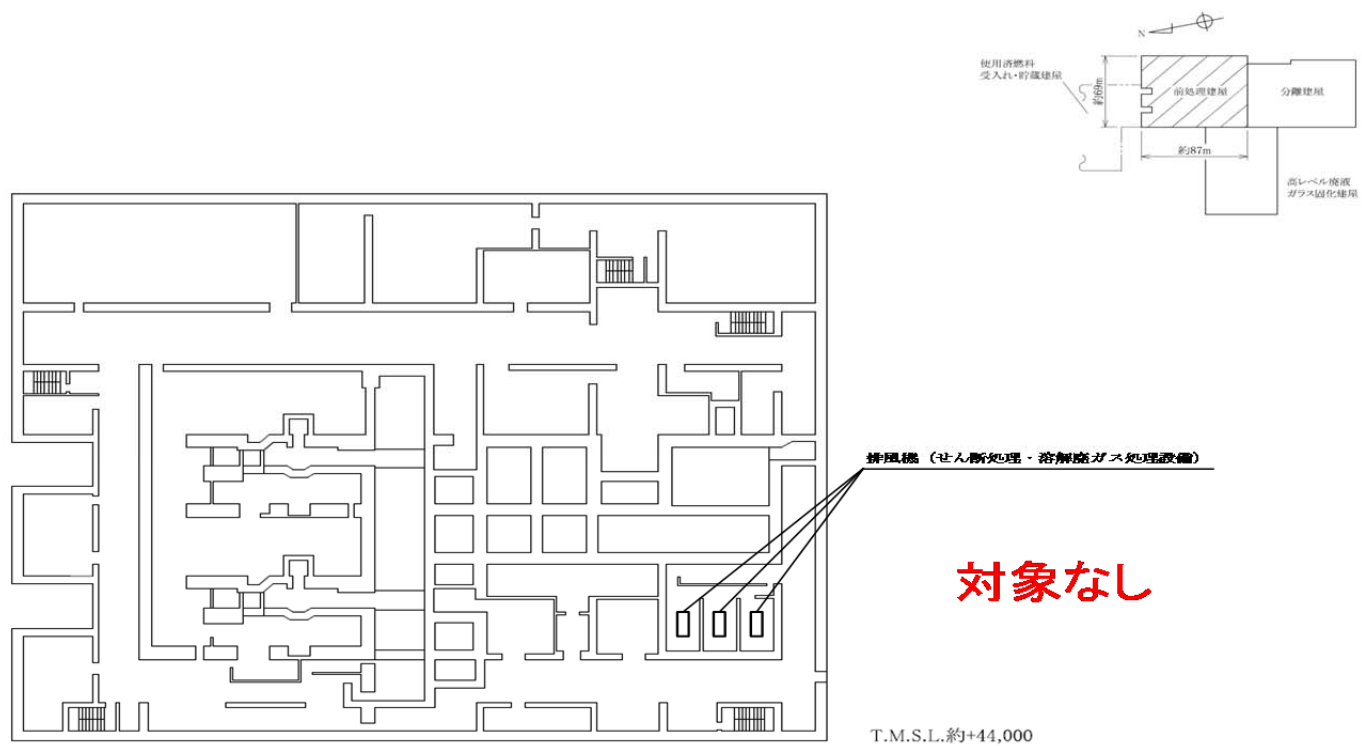 N
使用済燃料
受入れ・貯蔵建屋
約69m
前処理建屋
分離建屋
約87m
高レベル廃液
ガラス固化建屋
排風機(せん断処理・溶解廃ガス処理設備)
対象なし
T.M.S.L.約+44,000